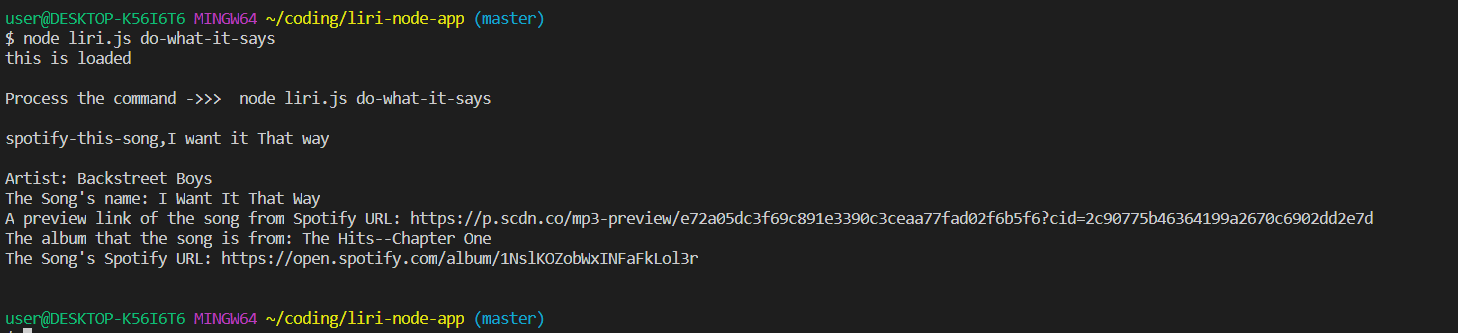 user@DESKTOP-K56I6T6 MINGW64 ~/coding/liri-node-app (master)
$ node liri.js do-what-it-says
this is loaded
Process the command ->>>  node liri.js do-what-it-says
spotify-this-song,I want it That way
Artist: Backstreet Boys
The Song's name: I Want It That Way
A preview link of the song from Spotify URL: https://p.scdn.co/mp3-preview/e72a05dc3f69c891e3390c3ceaa77fad02f6b5f6?cid=2c90775b46364199a2670c6902dd2e7d
The album that the song is from: The Hits--Chapter One
The Song's Spotify URL: https://open.spotify.com/album/1NslKOZobWxINFaFkLol3r
user@DESKTOP-K56I6T6 MINGW64 ~/coding/liri-node-app (master)